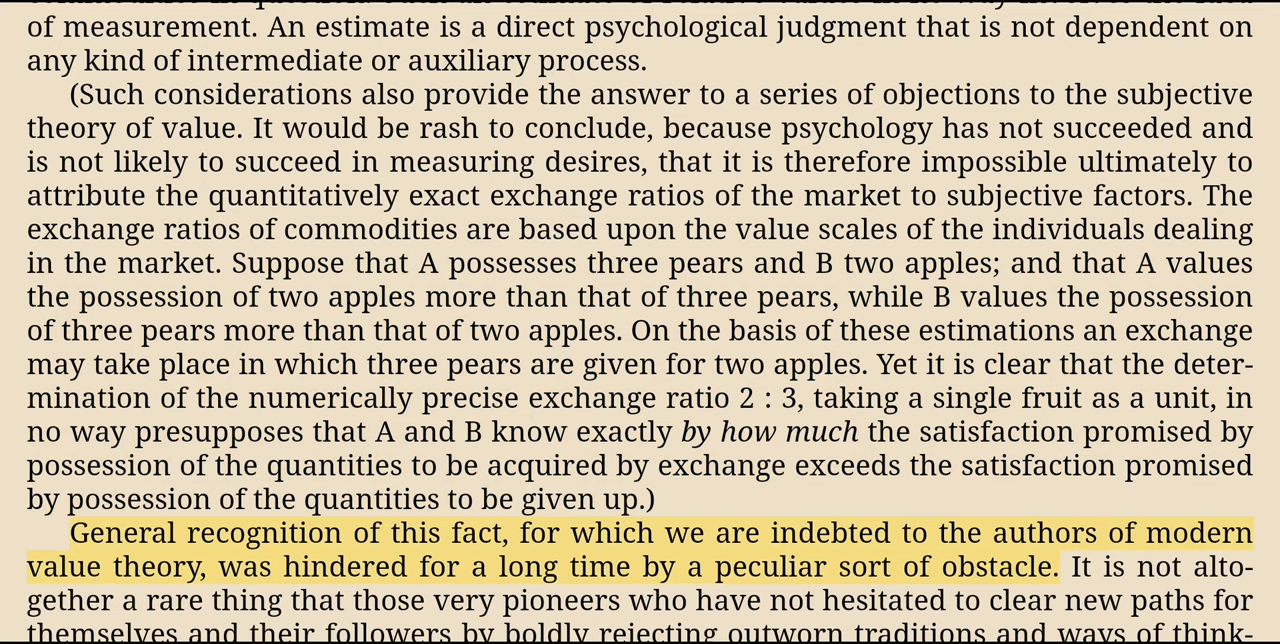 of measurement. An estimate is a direct psychological judgment that is not dependent on
any kind of intermediate or auxiliary process.
(Such considerations also provide the answer to a series of objections to the subjective
theory of value. It would be rash to conclude, because psychology has not succeeded and
is not likely to succeed in measuring desires, that it is therefore impossible ultimately to
attribute the quantitatively exact exchange ratios of the market to subjective factors. The
exchange ratios of commodities are based upon the value scales of the individuals dealing
in the market. Suppose that A possesses three pears and B two apples; and that A values
the possession of two apples more than that of three pears, while B values the possession
of three pears more than that of two apples. On the basis of these estimations an exchange
may take place in which three pears are given for two apples. Yet it is clear that the deter-
mination of the numerically precise exchange ratio 2 : 3, taking a single fruit as a unit, in
no way presupposes that A and B know exactly by how much the satisfaction promised by
possession of the quantities to be acquired by exchange exceeds the satisfaction promised
by possession of the quantities to be given up.)
General recognition of this fact, for which we are indebted to the authors of modern
value theory, was hindered for a long time by a peculiar sort of obstacle. It is not alto-
gether a rare thing that those very pioneers who have not hesitated to clear new paths for
themselves and their followers by boldly rejecting outworn traditions and ways of think-